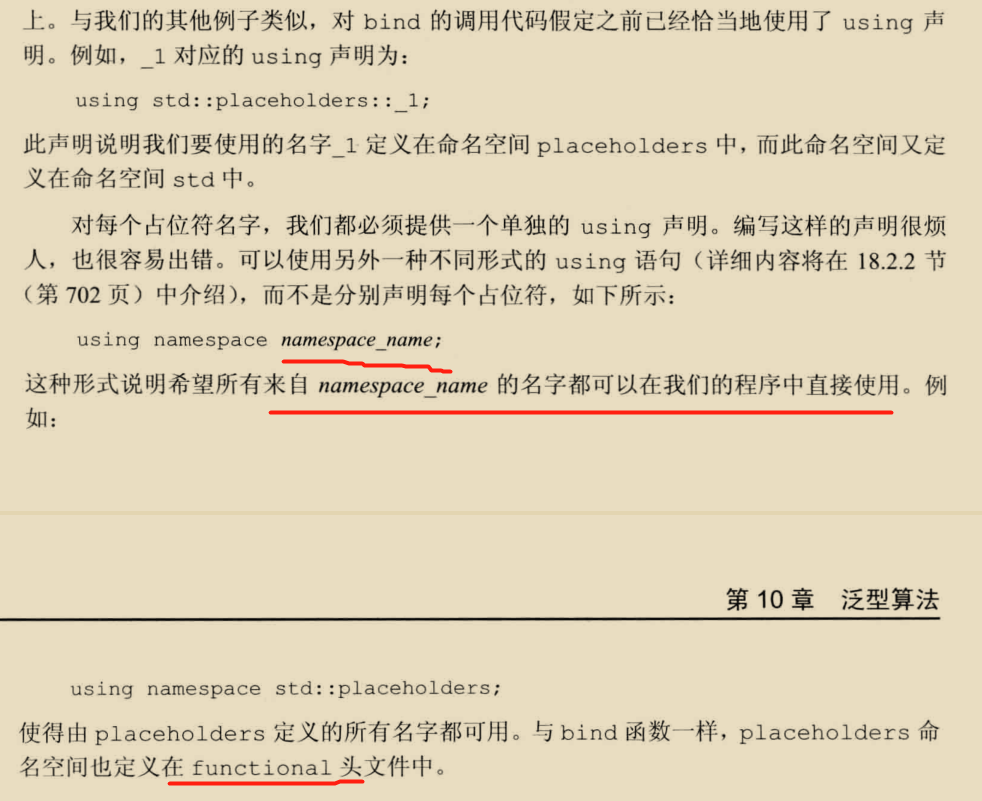 上。与我们的其他例子类似，对 bind 的调用代码假定之前已经恰当地使用了 using 声
明。例如，_1 对应的 using 声明为：
using std::placeholders::_1;
此声明说明我们要使用的名字_1 定义在命名空间 placeholders 中，而此命名空间又定
义在命名空间 std 中。
对每个占位符名字，我们都必须提供一个单独的 using 声明。编写这样的声明很烦
人，也很容易出错。可以使用另外一种不同形式的 using 语句（详细内容将在 18.2.2 节
（第 702 页）中介绍），而不是分别声明每个占位符，如下所示：
using namespace namespace_name;
这种形式说明希望所有来自 namespace_name 的名字都可以在我们的程序中直接使用。例
如：
第 10 章 泛型算法
using namespace std::placeholders;
使得由 placeholders 定义的所有名字都可用。与 bind 函数一样，placeholders 命
名空间也定义在 functional 头文件中。